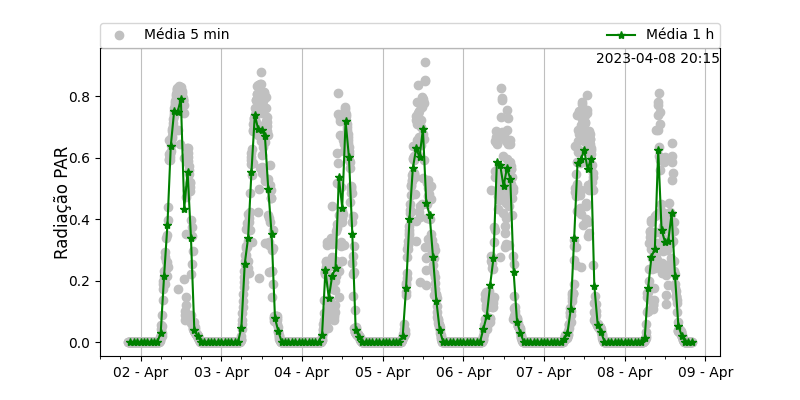 Média 5 min
Média 1 h
2023-04-08 20:15
Radiação PAR
0.8
0.6
0.4
0.2
0.0
02 - Apr
03 - Apr
04 - Apr
05 - Apr
06 - Apr
07 - Apr
08 - Apr
09 - Apr